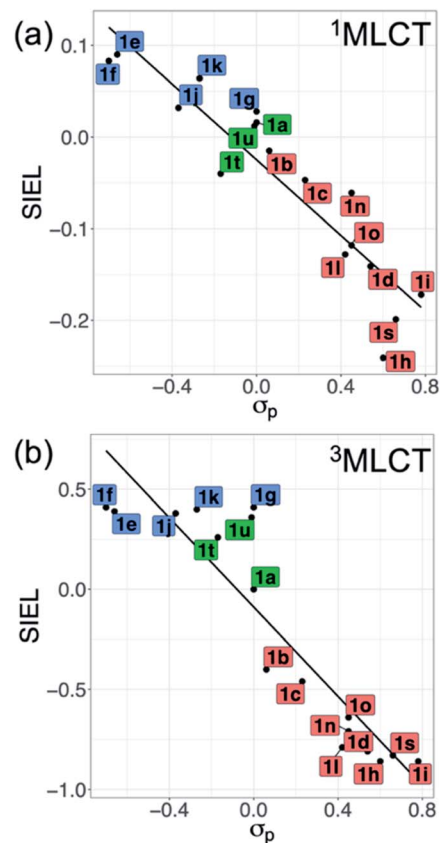 (a)
¹MLCT
SIEL
0.1
0.0
−0.1
−0.2
1e
1f
1k
1j
1g
1a
1u
1b
1t
1c
1n
1o
1l
1d
1i
1s
1h
−0.4
0.0
0.4
0.8
σp
(b)
³MLCT
SIEL
0.5
0.0
−0.5
−1.0
1f
1k
1g
1e
1j
1u
1t
1a
1b
1c
1o
1n
1d
1s
1l
1h
1i
−0.4
0.0
0.4
0.8
σp